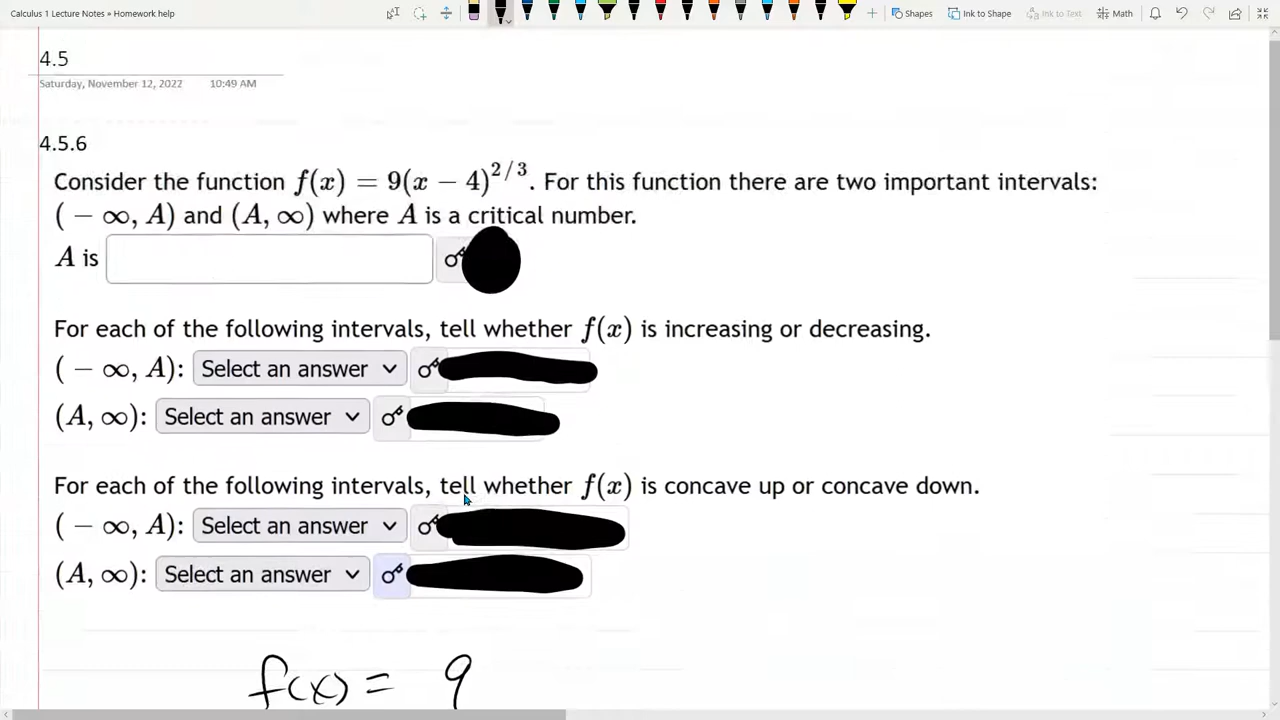 Calculus 1 Lecture Notes » Homework help
Shapes Ink to Shape Ink to Text Math
4.5
Saturday, November 12, 2022 10:49 AM
4.5.6
Consider the function f(x) = 9(x − 4)^{2/3}. For this function there are two important intervals:
(−∞, A) and (A, ∞) where A is a critical number.
A is
For each of the following intervals, tell whether f(x) is increasing or decreasing.
(−∞, A): Select an answer
(A, ∞): Select an answer
For each of the following intervals, tell whether f(x) is concave up or concave down.
(−∞, A): Select an answer
(A, ∞): Select an answer
f(x) = 9